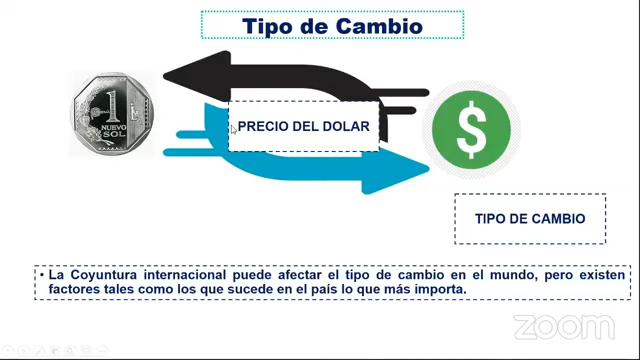 Tipo de Cambio
1
NUEVO
SOL
PRECIO DEL DOLAR
$
TIPO DE CAMBIO
• La Coyuntura internacional puede afectar el tipo de cambio en el mundo, pero existen
factores tales como los que sucede en el país lo que más importa.
zoom